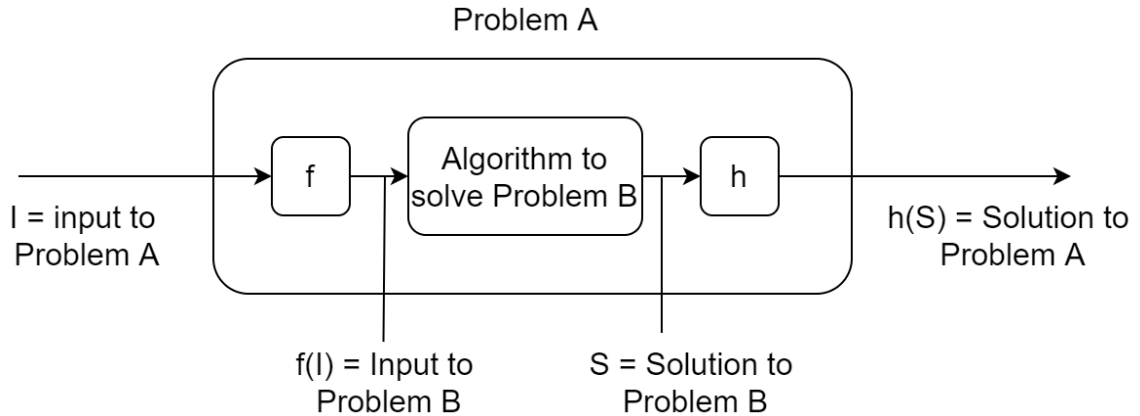 Problem A
f
Algorithm to
solve Problem B
h
I = input to
Problem A
h(S) = Solution to
Problem A
f(I) = Input to
Problem B
S = Solution to
Problem B